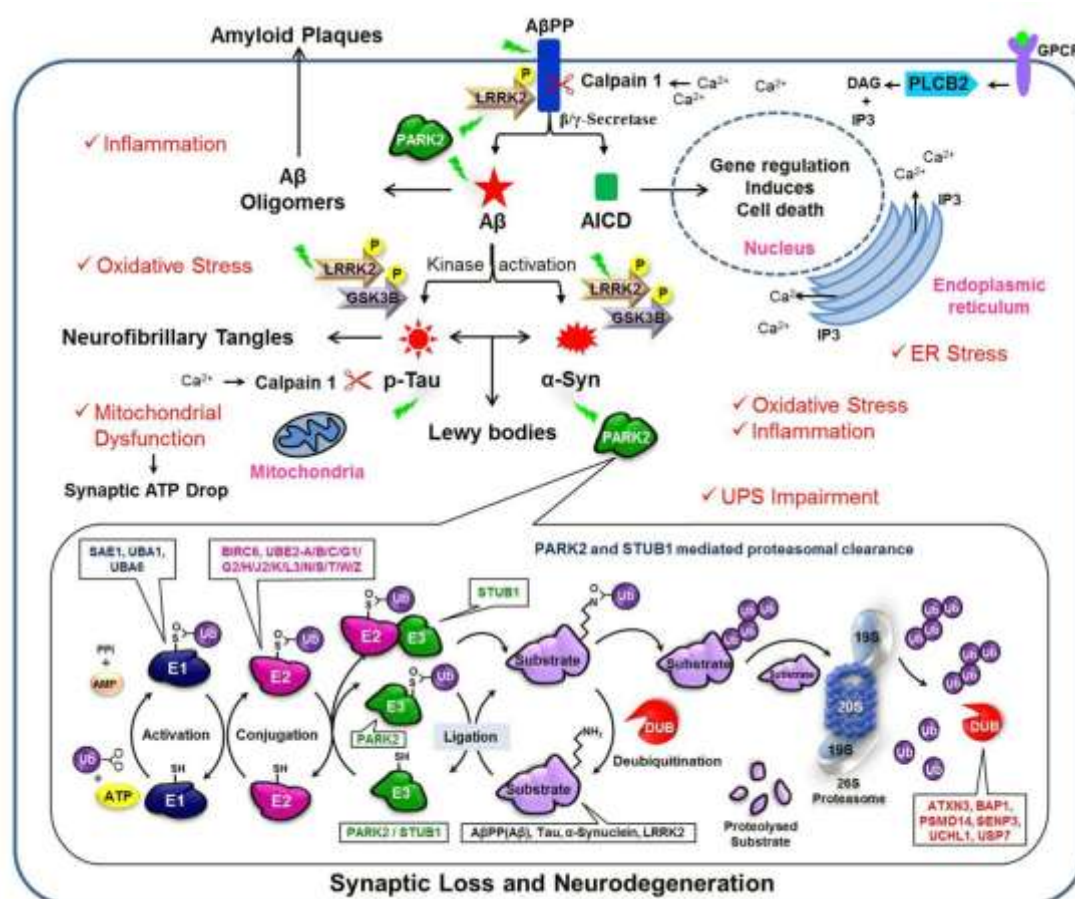 AβPP
Amyloid Plaques
GPCR
P
LRRK2
GSK3B
Calpain 1
Ca²⁺
Ca²⁺
Ca²⁺
DAG
+
IP3
PLCB2
β/γ-Secretase
PARK2
✓ Inflammation
Aβ
Oligomers
Aβ
AICD
Gene regulation
Induces
Cell death
Nucleus
Ca²⁺
Ca²⁺
IP3
Endoplasmic
reticulum
Ca²⁺
Ca²⁺
IP3
✓ ER Stress
✓ Oxidative Stress
P
LRRK2
P
GSK3B
Kinase activation
P
LRRK2
P
GSK3B
Neurofibrillary Tangles
p-Tau
α-Syn
Ca²⁺
Calpain 1
✓ Mitochondrial
Dysfunction
Mitochondria
Lewy bodies
PARK2
✓ Oxidative Stress
✓ Inflammation
Synaptic ATP Drop
✓ UPS Impairment
PARK2 and STUB1 mediated proteasomal clearance
SAE1, UBA1,
UBA6
BIRC6, UBE2-A/B/C/G1/
G2/H/J2/K/L3/N/S/T/W/Z
STUB1
PPi
+
AMP
O
S
Ub
E1
O
S
Ub
E2
O
S
Ub
E2
E3
O
S
Ub
E3
PARK2
O
N
Ub
Substrate
Substrate
Ub
Ub
Ub
Ub
Substrate
19S
20S
19S
26S
Proteasome
Ub
Ub
Ub
Ub
Ub
Ub
Ub
Ub
Ub
Ub
Ub
DUB
Activation
Conjugation
Ligation
DUB
Deubiquitination
Ub
O
O
+
ATP
SH
E1
SH
E2
SH
E3
PARK2 / STUB1
NH₂
Substrate
AβPP(Aβ), Tau, α-Synuclein, LRRK2
Proteolysed
Substrate
ATXN3, BAP1,
PSMD14, SENP3,
UCHL1, USP7
Synaptic Loss and Neurodegeneration